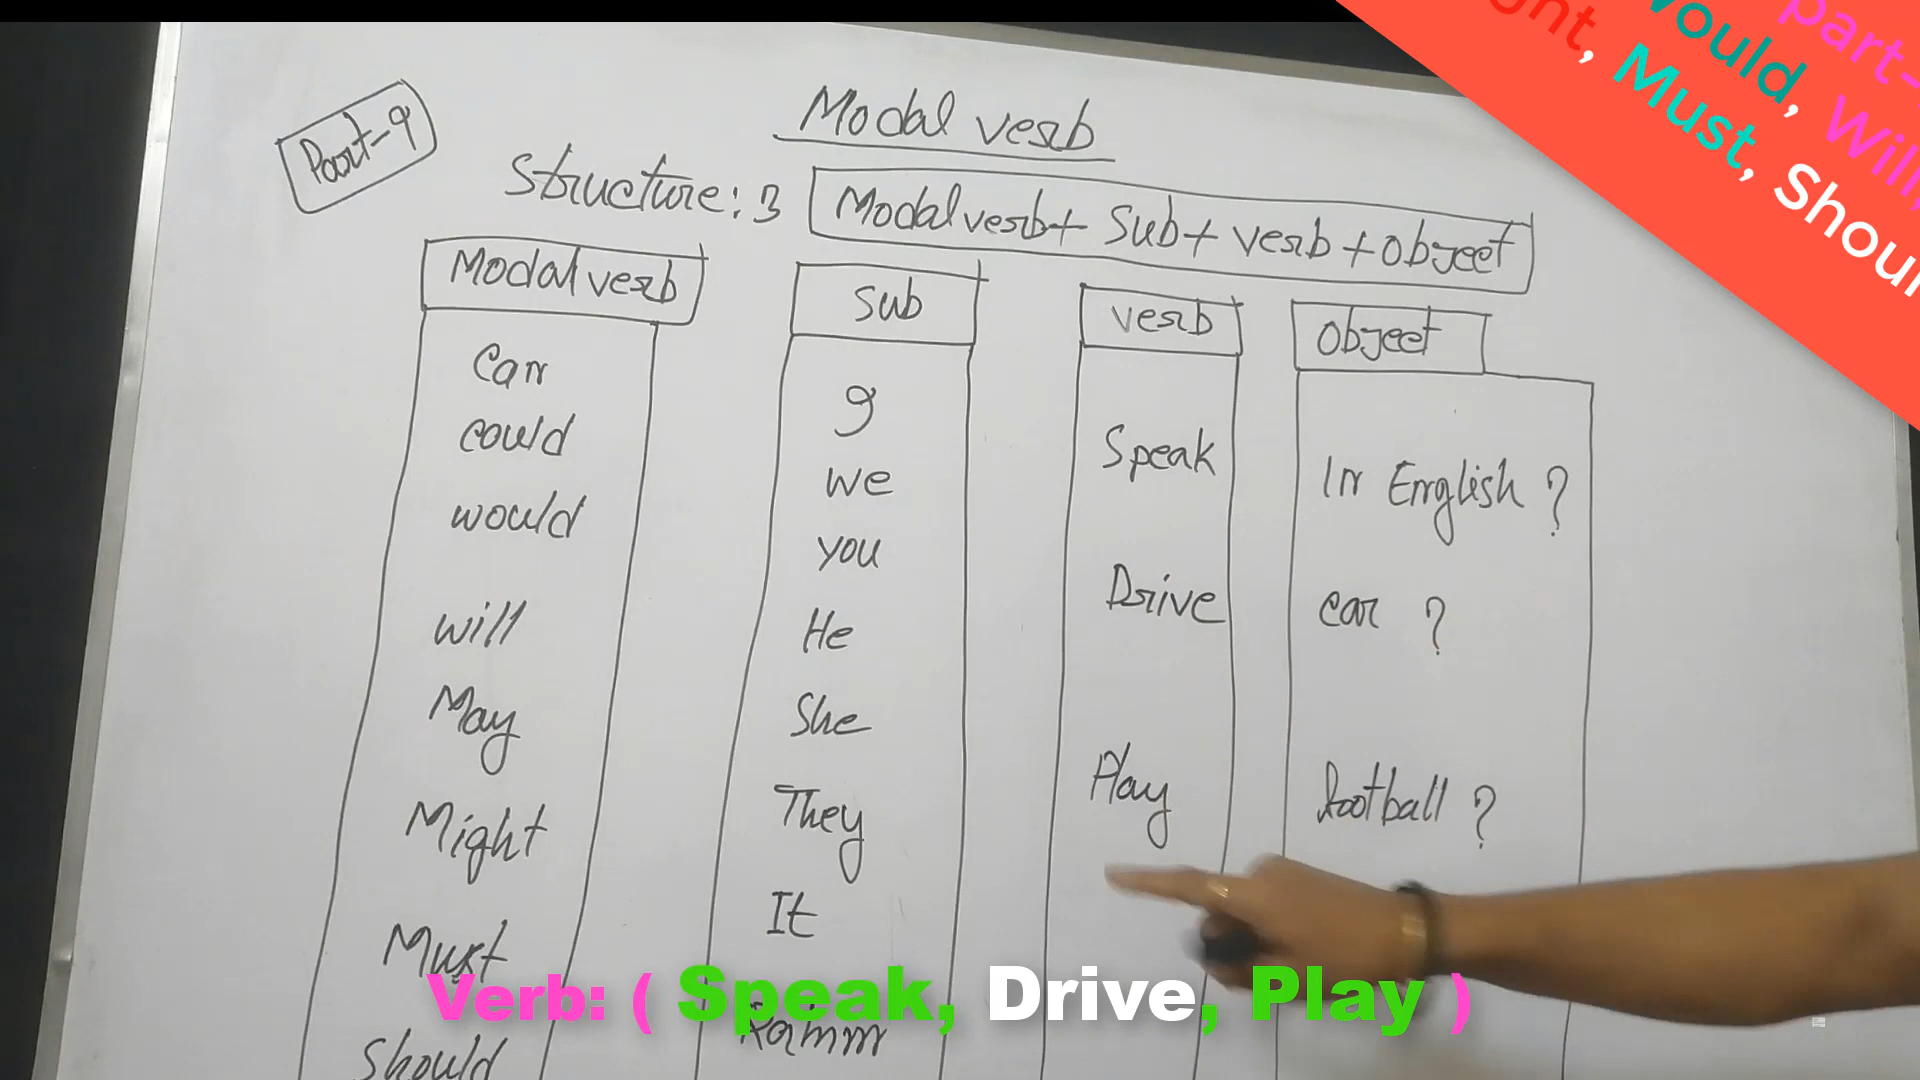 Part-9
Modal verb
Structure: 3 Modal verb + Sub + verb + object
Modal verb
Can
could
would
will
May
Might
Must
Should
Sub
I
we
you
He
She
They
It
verb
Speak
Drive
Play
object
In English ?
car ?
football ?
Verb: ( Speak, Drive, Play )
part-
would, Will
Must, Shoul